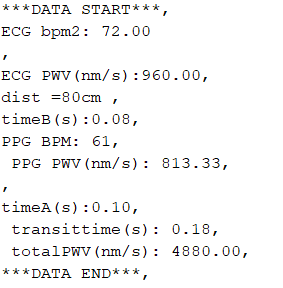 ***DATA START***,
ECG bpm2: 72.00
,
ECG PWV(nm/s):960.00,
dist =80cm ,
timeB(s):0.08,
PPG BPM: 61,
PPG PWV(nm/s): 813.33,
,
timeA(s):0.10,
transittime(s): 0.18,
totalPWV(nm/s): 4880.00,
***DATA END***,